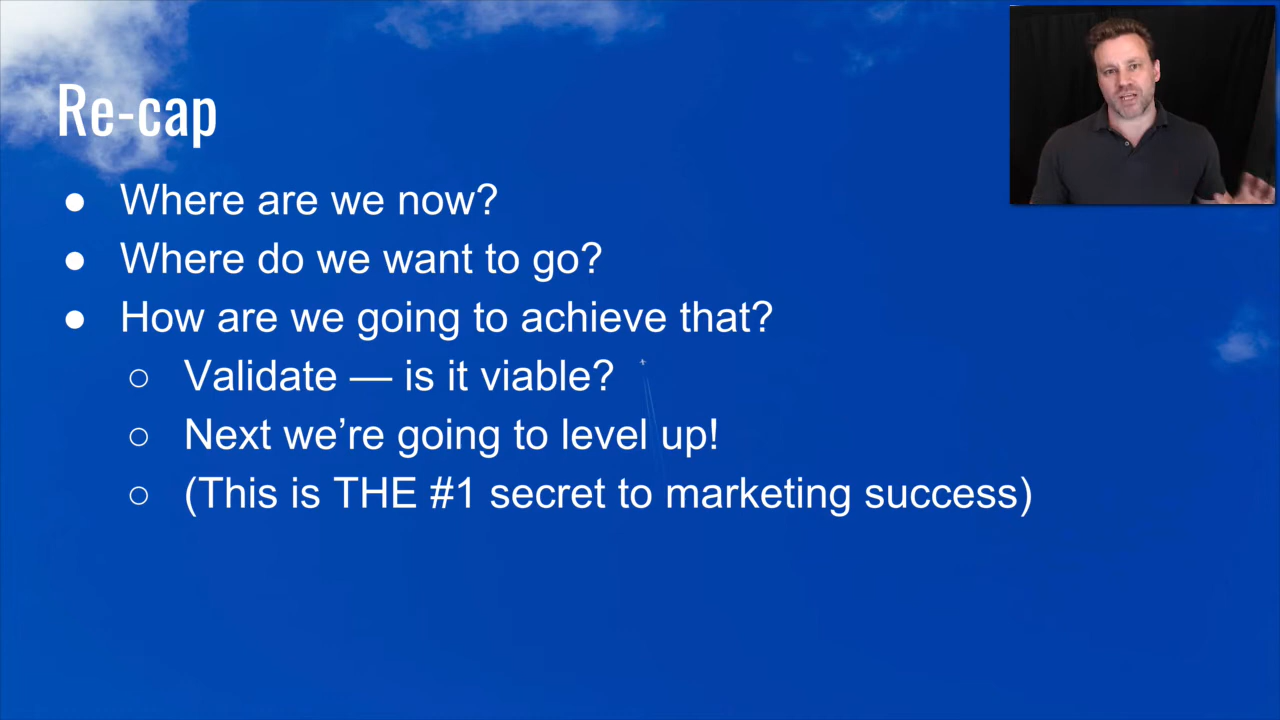 Re-cap
● Where are we now?
● Where do we want to go?
● How are we going to achieve that?
○ Validate — is it viable?
○ Next we’re going to level up!
○ (This is THE #1 secret to marketing success)